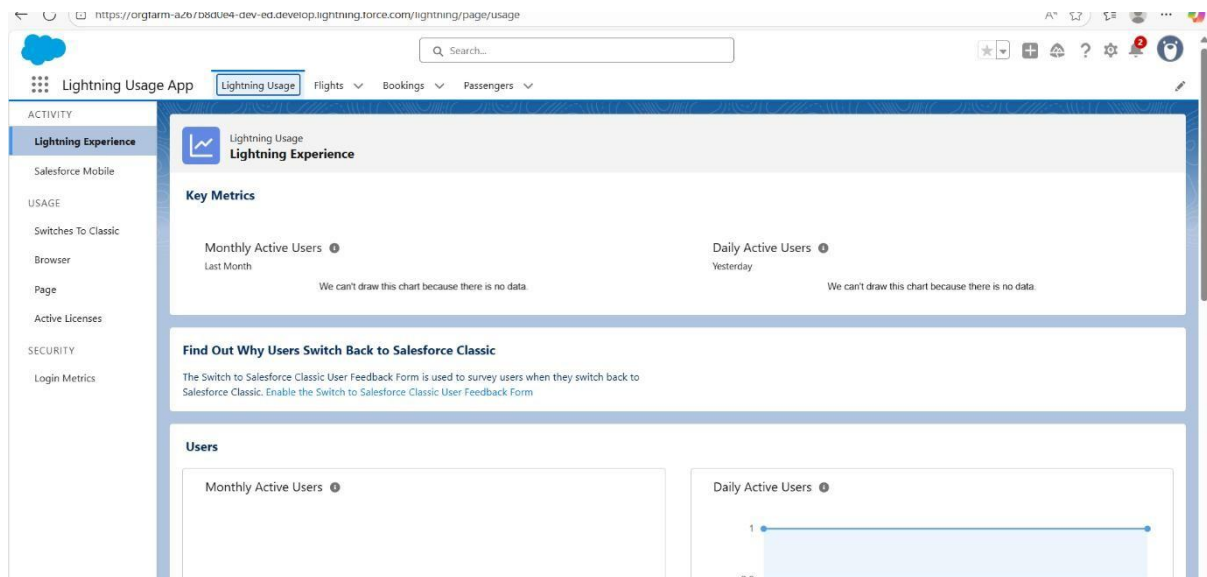 https://orgfarm-a267b8d0e4-dev-ed.develop.lightning.force.com/lightning/page/usage
Search...
2
Lightning Usage App Lightning Usage Flights Bookings Passengers
ACTIVITY
Lightning Experience
Salesforce Mobile
USAGE
Switches To Classic
Browser
Page
Active Licenses
SECURITY
Login Metrics
Lightning Usage
Lightning Experience
Key Metrics
Monthly Active Users
Last Month
We can't draw this chart because there is no data.
Daily Active Users
Yesterday
We can't draw this chart because there is no data.
Find Out Why Users Switch Back to Salesforce Classic
The Switch to Salesforce Classic User Feedback Form is used to survey users when they switch back to
Salesforce Classic. Enable the Switch to Salesforce Classic User Feedback Form
Users
Monthly Active Users
Daily Active Users
1